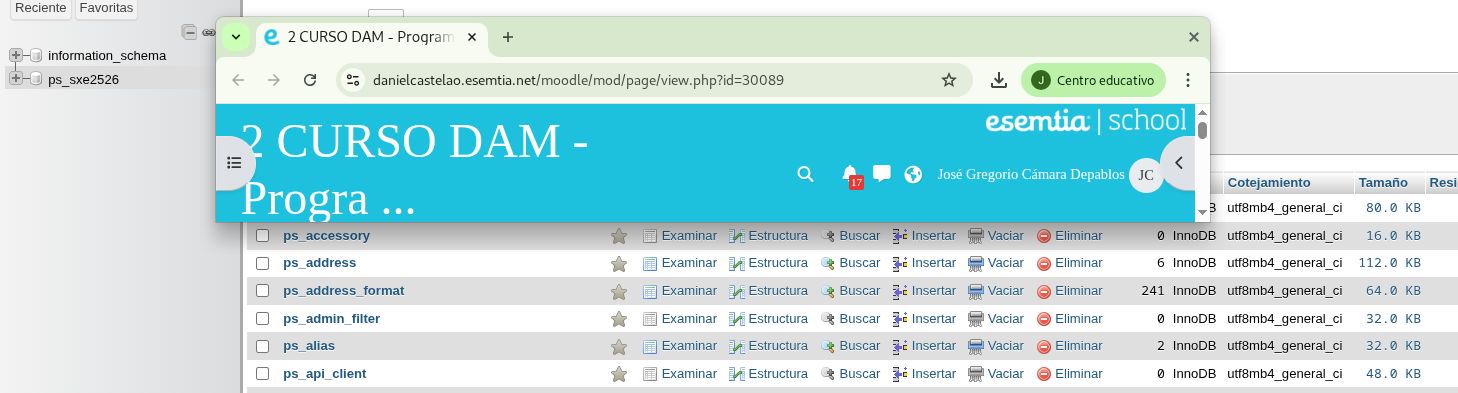 Reciente Favoritas
information_schema
ps_sxe2526
2 CURSO DAM - Program
danielcastelao.esemtia.net/moodle/mod/page/view.php?id=30089
J Centro educativo
esemtia: | school
2 CURSO DAM -
Progra ...
17
José Gregorio Cámara Depablos JC
Cotejamiento Tamaño Resi
B utf8mb4_general_ci 80.0 KB
ps_accessory Examinar Estructura Buscar Insertar Vaciar Eliminar 0 InnoDB utf8mb4_general_ci 16.0 KB
ps_address Examinar Estructura Buscar Insertar Vaciar Eliminar 6 InnoDB utf8mb4_general_ci 112.0 KB
ps_address_format Examinar Estructura Buscar Insertar Vaciar Eliminar 241 InnoDB utf8mb4_general_ci 64.0 KB
ps_admin_filter Examinar Estructura Buscar Insertar Vaciar Eliminar 0 InnoDB utf8mb4_general_ci 32.0 KB
ps_alias Examinar Estructura Buscar Insertar Vaciar Eliminar 2 InnoDB utf8mb4_general_ci 32.0 KB
ps_api_client Examinar Estructura Buscar Insertar Vaciar Eliminar 0 InnoDB utf8mb4_general_ci 48.0 KB